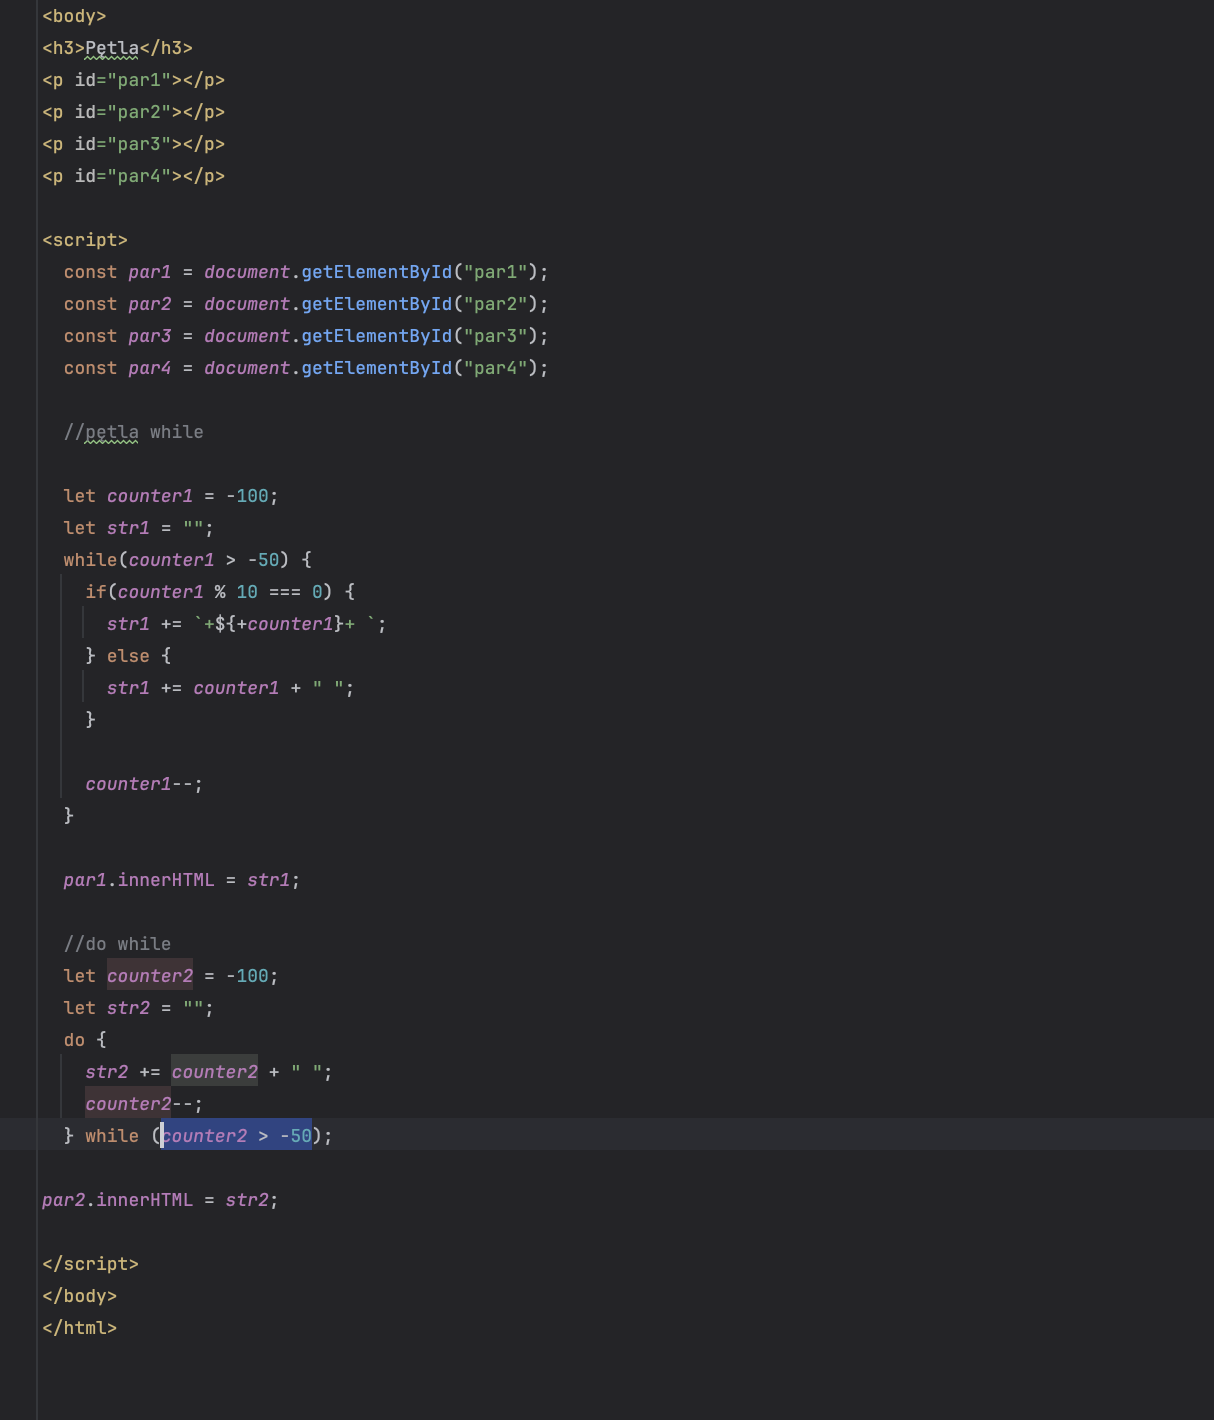 <body>
<h3>Pętla</h3>
<p id="par1"></p>
<p id="par2"></p>
<p id="par3"></p>
<p id="par4"></p>
<script>
const par1 = document.getElementById("par1");
const par2 = document.getElementById("par2");
const par3 = document.getElementById("par3");
const par4 = document.getElementById("par4");
//pętla while
let counter1 = -100;
let str1 = "";
while(counter1 > -50) {
if(counter1 % 10 === 0) {
str1 += `+${+counter1}+ `;
} else {
str1 += counter1 + " ";
}
counter1--;
}
par1.innerHTML = str1;
//do while
let counter2 = -100;
let str2 = "";
do {
str2 += counter2 + " ";
counter2--;
} while (counter2 > -50);
par2.innerHTML = str2;
</script>
</body>
</html>